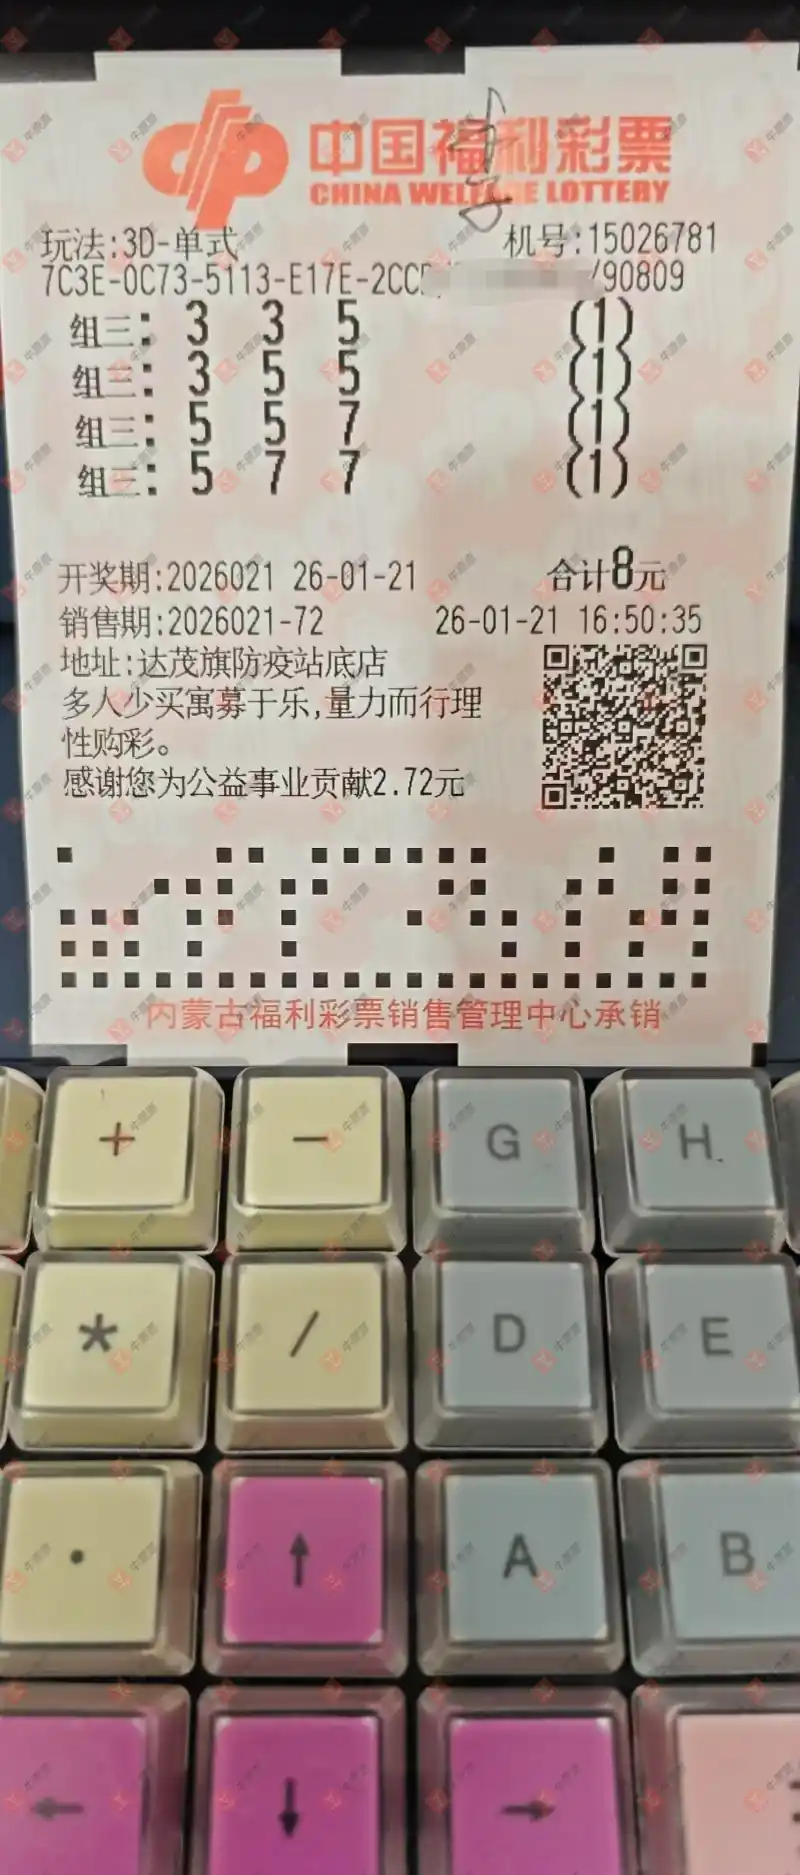 中国福利彩票
CHINA WELFARE LOTTERY
玩法:3D-单式 机号:15026781
7C3E-0C73-5113-E17E-2CC /90809
组三: 3 3 5 (1)
组三: 3 5 5 (1)
组三: 5 5 7 (1)
组三: 5 7 7 (1)
开奖期:2026021 26-01-21 合计8元
销售期:2026021-72 26-01-21 16:50:35
地址:达茂旗防疫站底店
多人少买寓募于乐,量力而行理
性购彩。
感谢您为公益事业贡献2.72元
内蒙古福利彩票销售管理中心承销
+ - G H
* / D E
. ↑ A B
← ↓ →